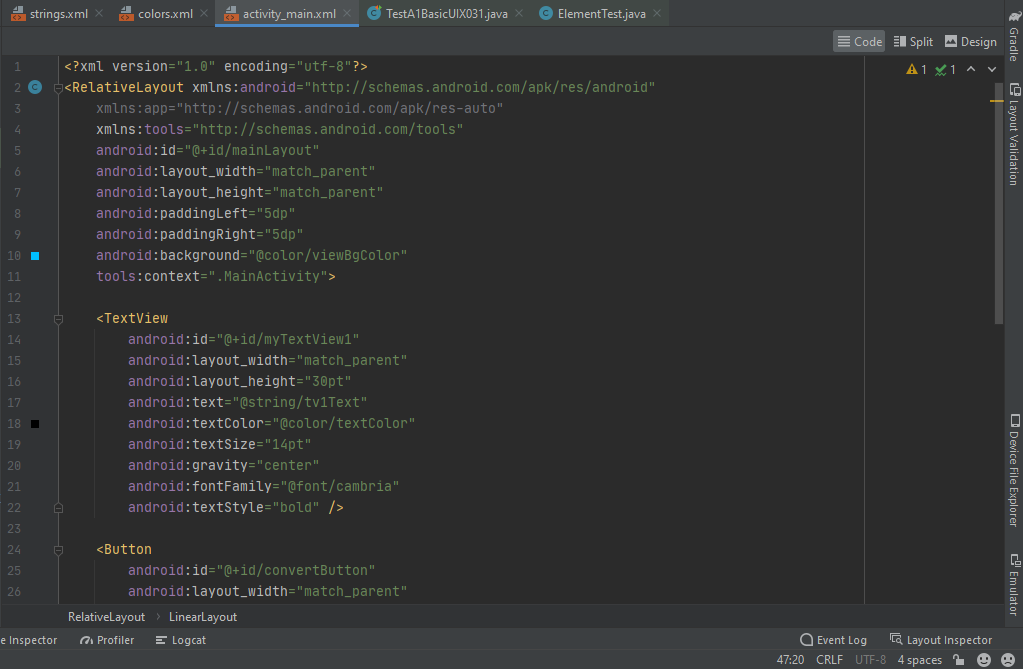 strings.xml colors.xml activity_main.xml TestA1BasicUIX031.java ElementTest.java
Code Split Design
1 <?xml version="1.0" encoding="utf-8"?>
2 <RelativeLayout xmlns:android="http://schemas.android.com/apk/res/android"
3 xmlns:app="http://schemas.android.com/apk/res-auto"
4 xmlns:tools="http://schemas.android.com/tools"
5 android:id="@+id/mainLayout"
6 android:layout_width="match_parent"
7 android:layout_height="match_parent"
8 android:paddingLeft="5dp"
9 android:paddingRight="5dp"
10 android:background="@color/viewBgColor"
11 tools:context=".MainActivity">
12
13 <TextView
14 android:id="@+id/myTextView1"
15 android:layout_width="match_parent"
16 android:layout_height="30pt"
17 android:text="@string/tv1Text"
18 android:textColor="@color/textColor"
19 android:textSize="14pt"
20 android:gravity="center"
21 android:fontFamily="@font/cambria"
22 android:textStyle="bold" />
23
24 <Button
25 android:id="@+id/convertButton"
26 android:layout_width="match_parent"
1 1
Gradle
Layout Validation
Device File Explorer
Emulator
RelativeLayout LinearLayout
e Inspector Profiler Logcat Event Log Layout Inspector
47:20 CRLF UTF-8 4 spaces